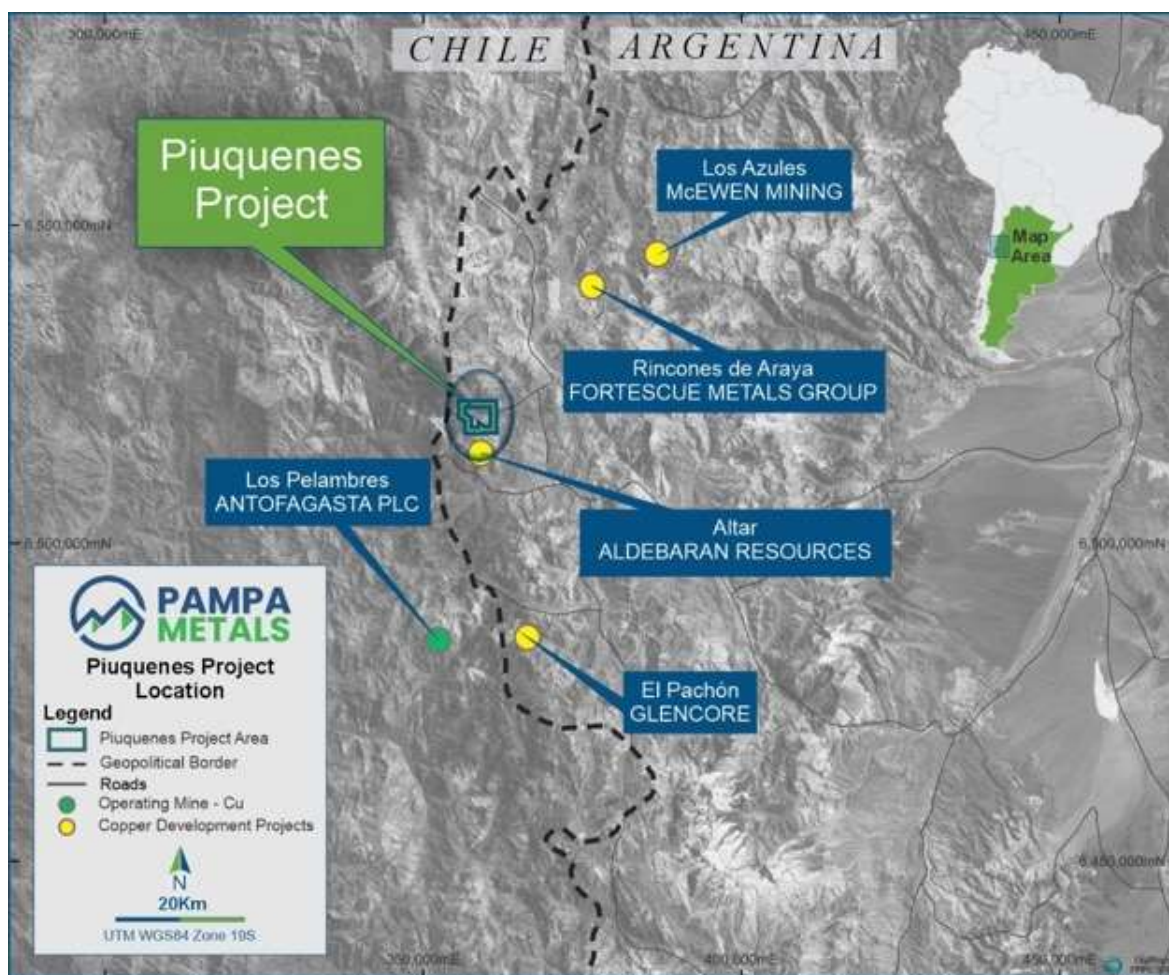 300,000mE
CHILE
ARGENTINA
450,000mE
Piuquenes
Project
Los Azules
McEWEN MINING
6,550,000mN
Map
Area
Rincones de Araya
FORTESCUE METALS GROUP
Los Pelambres
ANTOFAGASTA PLC
Altar
ALDEBARAN RESOURCES
6,500,000mN
6,500,000mN
El Pachón
GLENCORE
PAMPA
METALS
Piuquenes Project
Location
Legend
Piuquenes Project Area
Geopolitical Border
Roads
Operating Mine - Cu
Copper Development Projects
N
20Km
UTM WGS84 Zone 19S
6,450,000mN
350,000mE
400,000mE
450,000mE